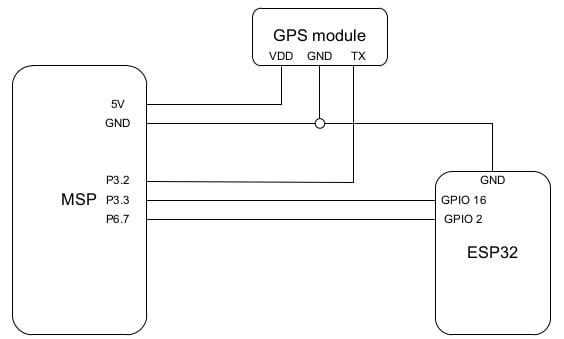 GPS module
VDD GND TX
5V
GND
P3.2
MSP P3.3
P6.7
GND
GPIO 16
GPIO 2
ESP32